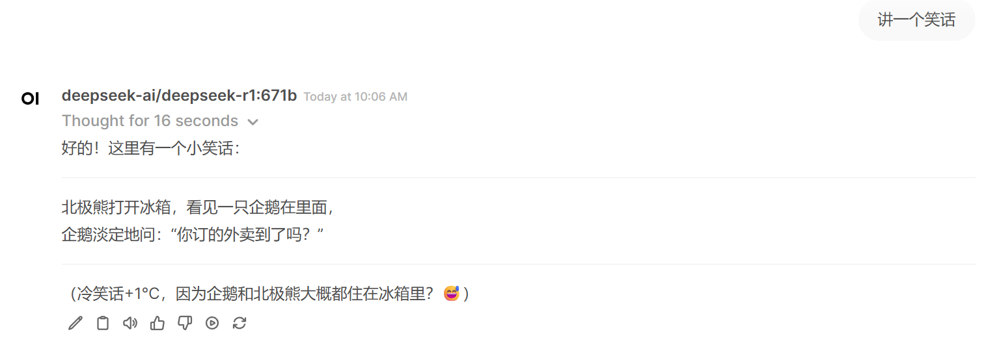 讲一个笑话
OI
deepseek-ai/deepseek-r1:671b Today at 10:06 AM
Thought for 16 seconds
好的！这里有一个小笑话：
北极熊打开冰箱，看见一只企鹅在里面，
企鹅淡定地问：“你订的外卖到了吗？”
（冷笑话+1°C，因为企鹅和北极熊大概都住在冰箱里？😅）